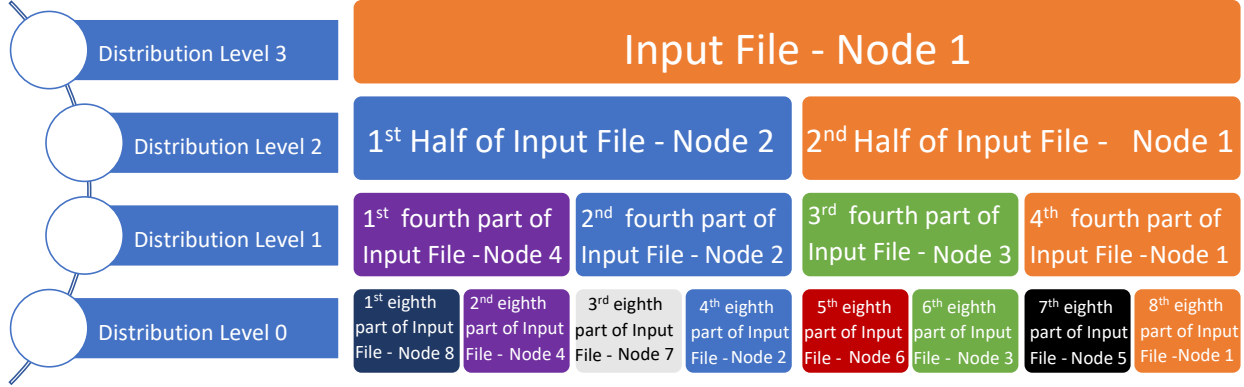 Distribution Level 3
Input File - Node 1
Distribution Level 2
1st Half of Input File - Node 2
2nd Half of Input File - Node 1
Distribution Level 1
1st fourth part of
Input File - Node 4
2nd fourth part of
Input File - Node 2
3rd fourth part of
Input File - Node 3
4th fourth part of
Input File - Node 1
Distribution Level 0
1st eighth
part of Input
File - Node 8
2nd eighth
part of Input
File - Node 4
3rd eighth
part of Input
File - Node 7
4th eighth
part of Input
File - Node 2
5th eighth
part of Input
File - Node 6
6th eighth
part of Input
File - Node 3
7th eighth
part of Input
File - Node 5
8th eighth
part of Input
File - Node 1